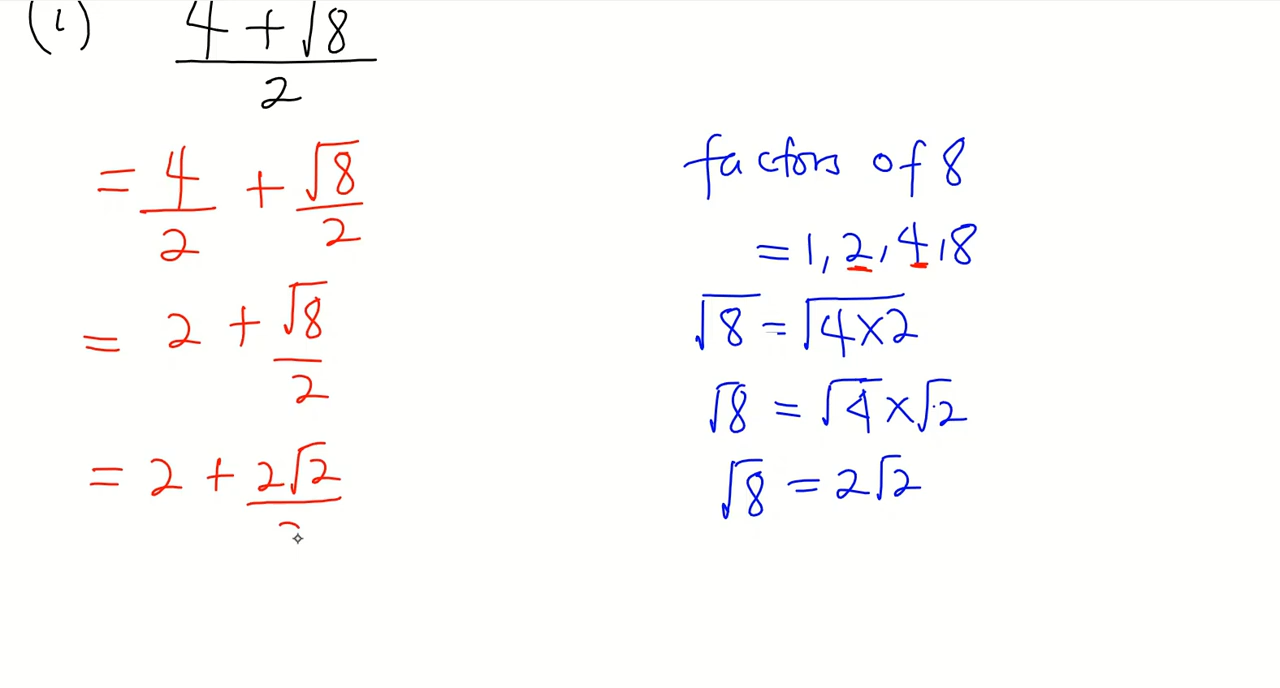 (i) (4 + √8)/2
= 4/2 + √8/2
= 2 + √8/2
= 2 + 2√2/
factors of 8
= 1, 2, 4, 8
√8 = √4×2
√8 = √4 × √2
√8 = 2√2